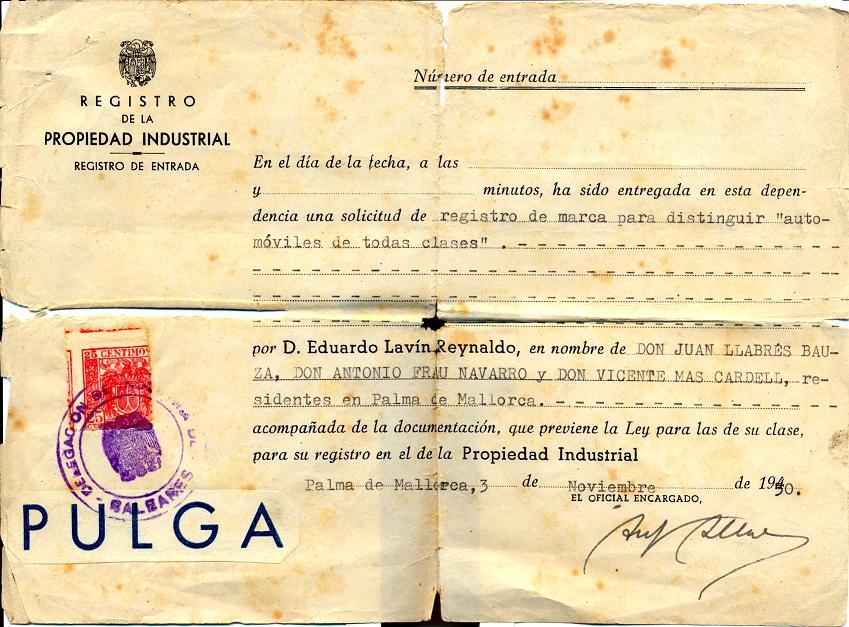 REGISTRO
DE LA
PROPIEDAD INDUSTRIAL
REGISTRO DE ENTRADA
Número de entrada
En el día de la fecha, a las
y minutos, ha sido entregada en esta depen-
dencia una solicitud de registro de marca para distinguir "auto-
móviles de todas clases" .
por D. Eduardo Lavín Reynaldo, en nombre de DON JUAN LLABRÉS BAU-
ZA, DON ANTONIO FRAU NAVARRO y DON VICENTE MAS CARDELL, re-
sidentes en Palma de Mallorca.
acompañada de la documentación, que previene la Ley para las de su clase,
para su registro en el de la Propiedad Industrial
Palma de Mallorca, 3 de Noviembre de 1950.
EL OFICIAL ENCARGADO,
25 CENTIMOS
DELEGACION DE
BALEARES
PULGA